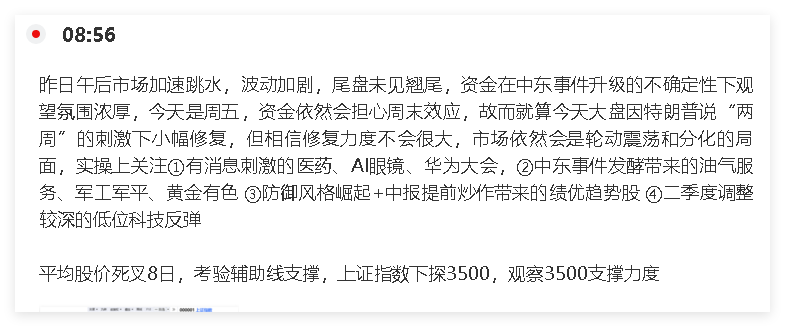 08:56
昨日午后市场加速跳水，波动加剧，尾盘未见翘尾，资金在中东事件升级的不确定性下观
望氛围浓厚，今天是周五，资金依然会担心周末效应，故而就算今天大盘因特朗普说“两
周”的刺激下小幅修复，但相信修复力度不会很大，市场依然会是轮动震荡和分化的局
面，实操上关注①有消息刺激的医药、AI眼镜、华为大会，②中东事件发酵带来的油气服
务、军工军平、黄金有色 ③防御风格崛起+中报提前炒作带来的绩优趋势股 ④二季度调整
较深的低位科技反弹
平均股价死叉8日，考验辅助线支撑，上证指数下探3500，观察3500支撑力度